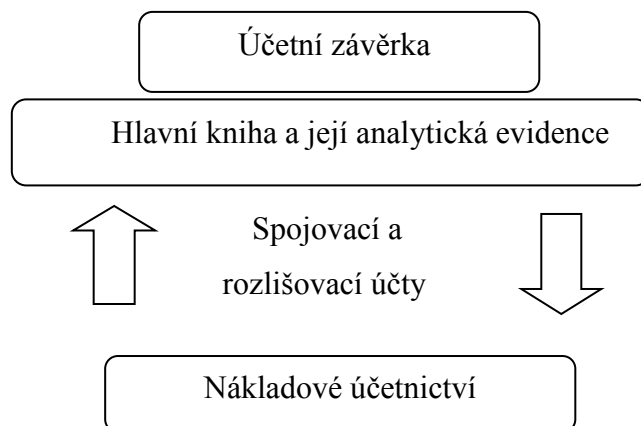 Účetní závěrka
Hlavní kniha a její analytická evidence
Spojovací a
rozlišovací účty
Nákladové účetnictví